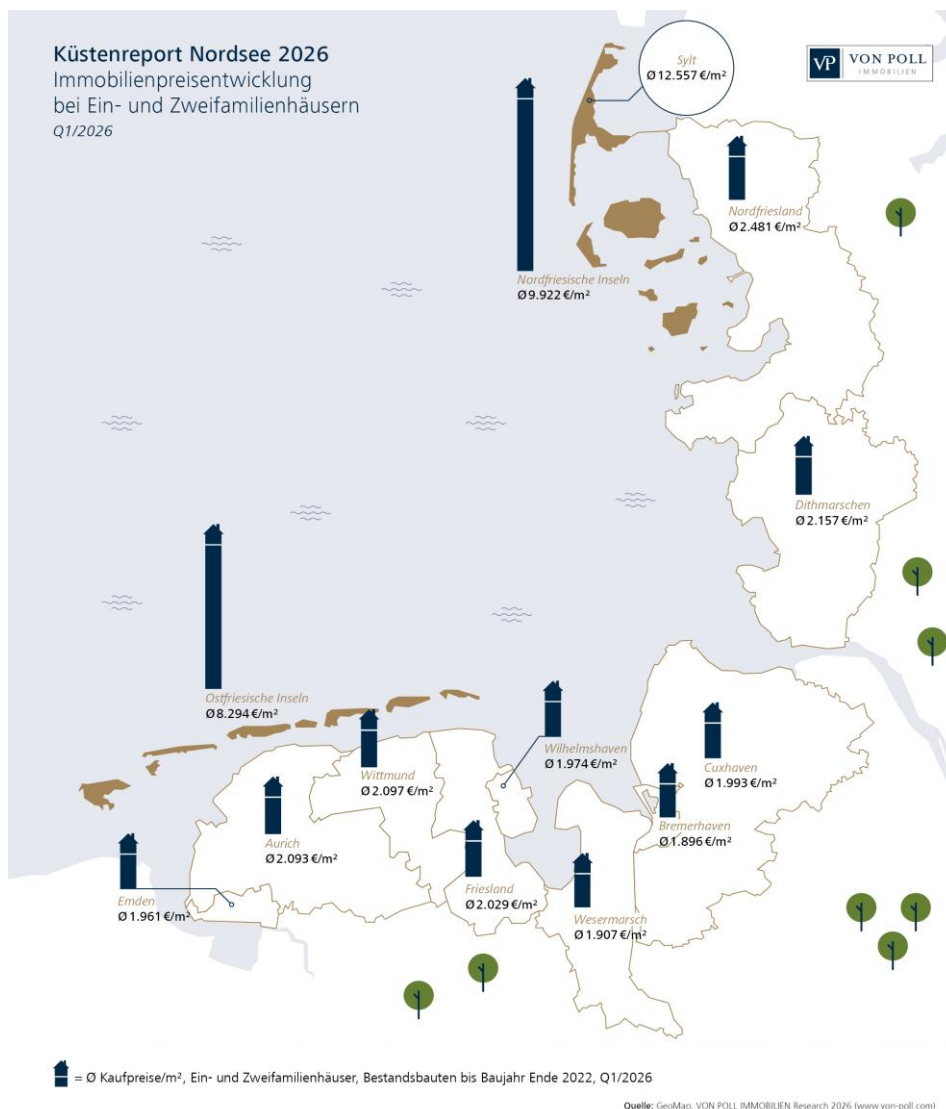 Küstenreport Nordsee 2026
Immobilienpreisentwicklung
bei Ein- und Zweifamilienhäusern
Q1/2026
Sylt
Ø 12.557 €/m²
VP VON POLL
IMMOBILIEN
Nordfriesland
Ø 2.481 €/m²
Nordfriesische Inseln
Ø 9.922 €/m²
Dithmarschen
Ø 2.157 €/m²
Ostfriesische Inseln
Ø 8.294 €/m²
Wilhelmshaven
Ø 1.974 €/m²
Wittmund
Ø 2.097 €/m²
Cuxhaven
Ø 1.993 €/m²
Bremerhaven
Ø 1.896 €/m²
Aurich
Ø 2.093 €/m²
Friesland
Ø 2.029 €/m²
Emden
Ø 1.961 €/m²
Wesermarsch
Ø 1.907 €/m²
= Ø Kaufpreise/m², Ein- und Zweifamilienhäuser, Bestandsbauten bis Baujahr Ende 2022, Q1/2026
Quelle: GeoMap, VON POLL IMMOBILIEN Research 2026 (www.von-poll.com)